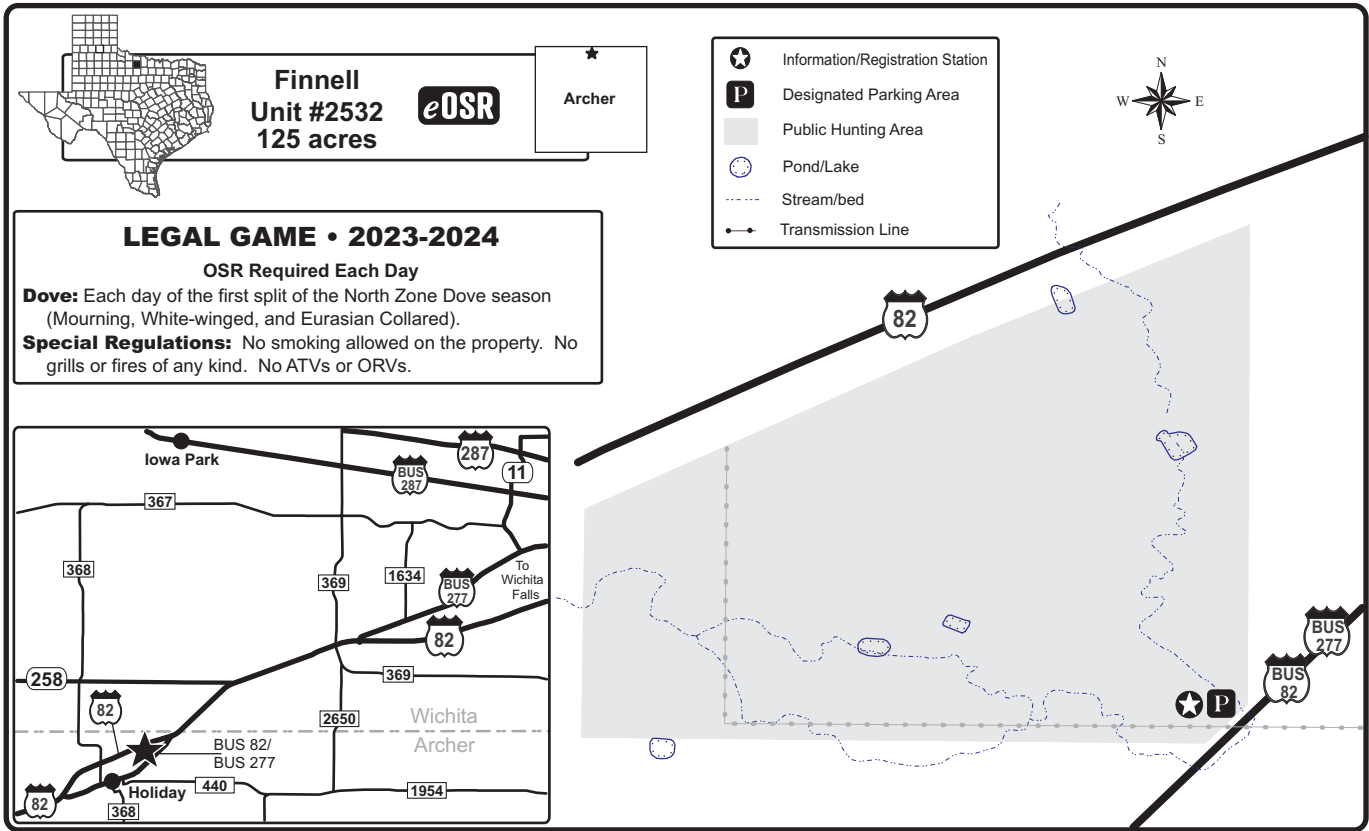 Finnell
Unit #2532
125 acres
eOSR
Archer
Information/Registration Station
P
Designated Parking Area
Public Hunting Area
Pond/Lake
Stream/bed
Transmission Line
N
W
E
S
LEGAL GAME • 2023-2024
OSR Required Each Day
Dove: Each day of the first split of the North Zone Dove season
(Mourning, White-winged, and Eurasian Collared).
Special Regulations: No smoking allowed on the property. No
grills or fires of any kind. No ATVs or ORVs.
82
Iowa Park
287
11
BUS
287
367
368
369
1634
BUS
277
To
Wichita
Falls
82
258
369
82
2650
Wichita
Archer
BUS 82/
BUS 277
82
Holiday
440
1954
368
BUS
277
BUS
82
P